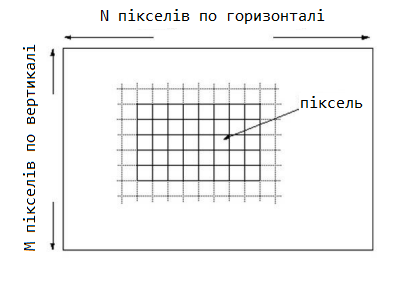 N пікселів по горизонталі
M пікселів по вертикалі
піксель